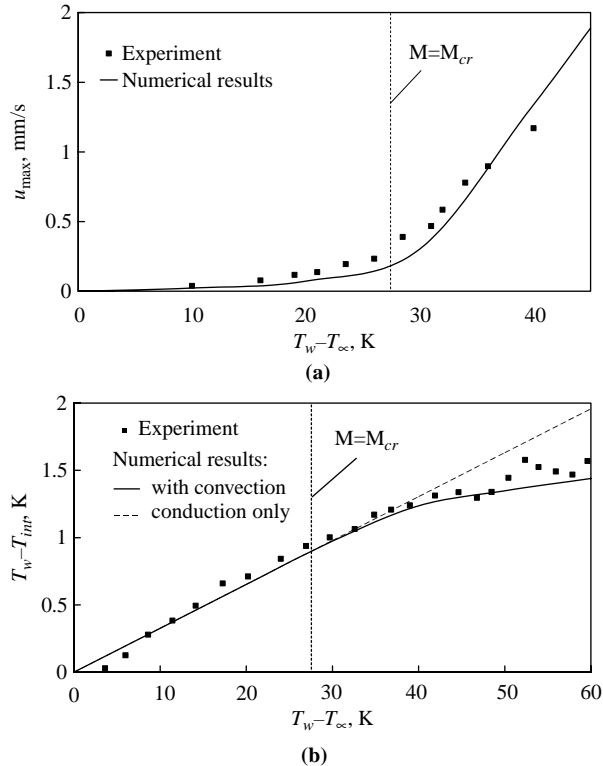 2
1.5
1
0.5
0
u_max, mm/s
Experiment
Numerical results
M=M_cr
0
10
20
30
40
T_w–T_∝, K
(a)
2
1.5
1
0.5
0
T_w–T_int, K
Experiment
Numerical results:
with convection
conduction only
M=M_cr
0
10
20
30
40
50
60
T_w–T_∝, K
(b)